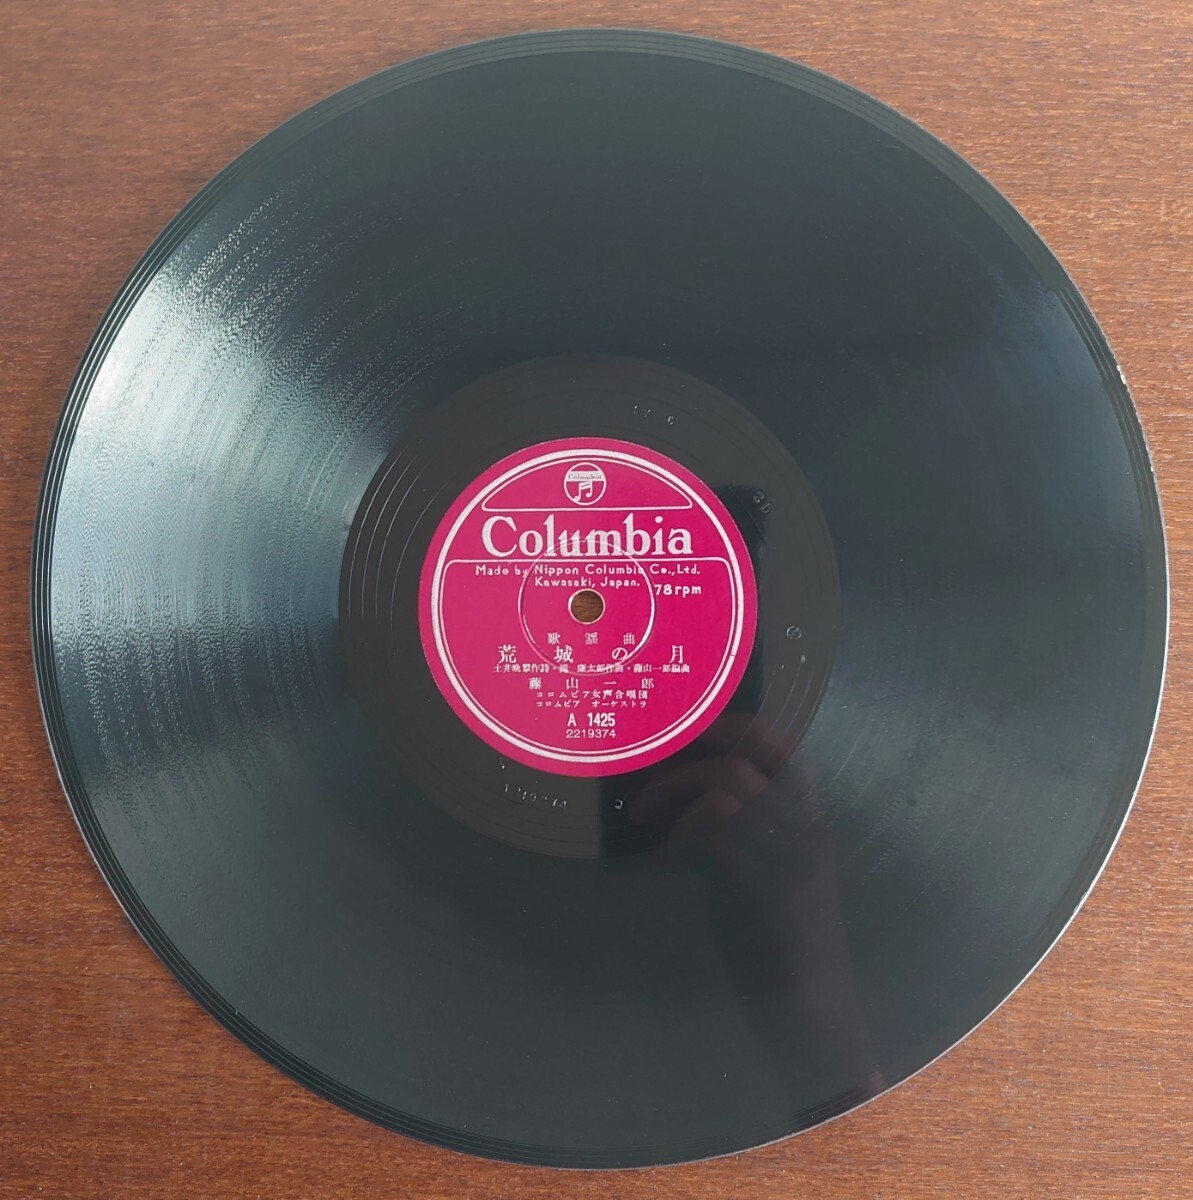 Columbia
Columbia
Made by Nippon Columbia Co.,Ltd.
Kawasaki, Japan.
78rpm
歌謡曲
荒城の月
土井晩翠作詩・滝 廉太郎作曲・藤山一郎編曲
藤山一郎
コロムビア女声合唱団
コロムビア オーケストラ
A 1425
2219374